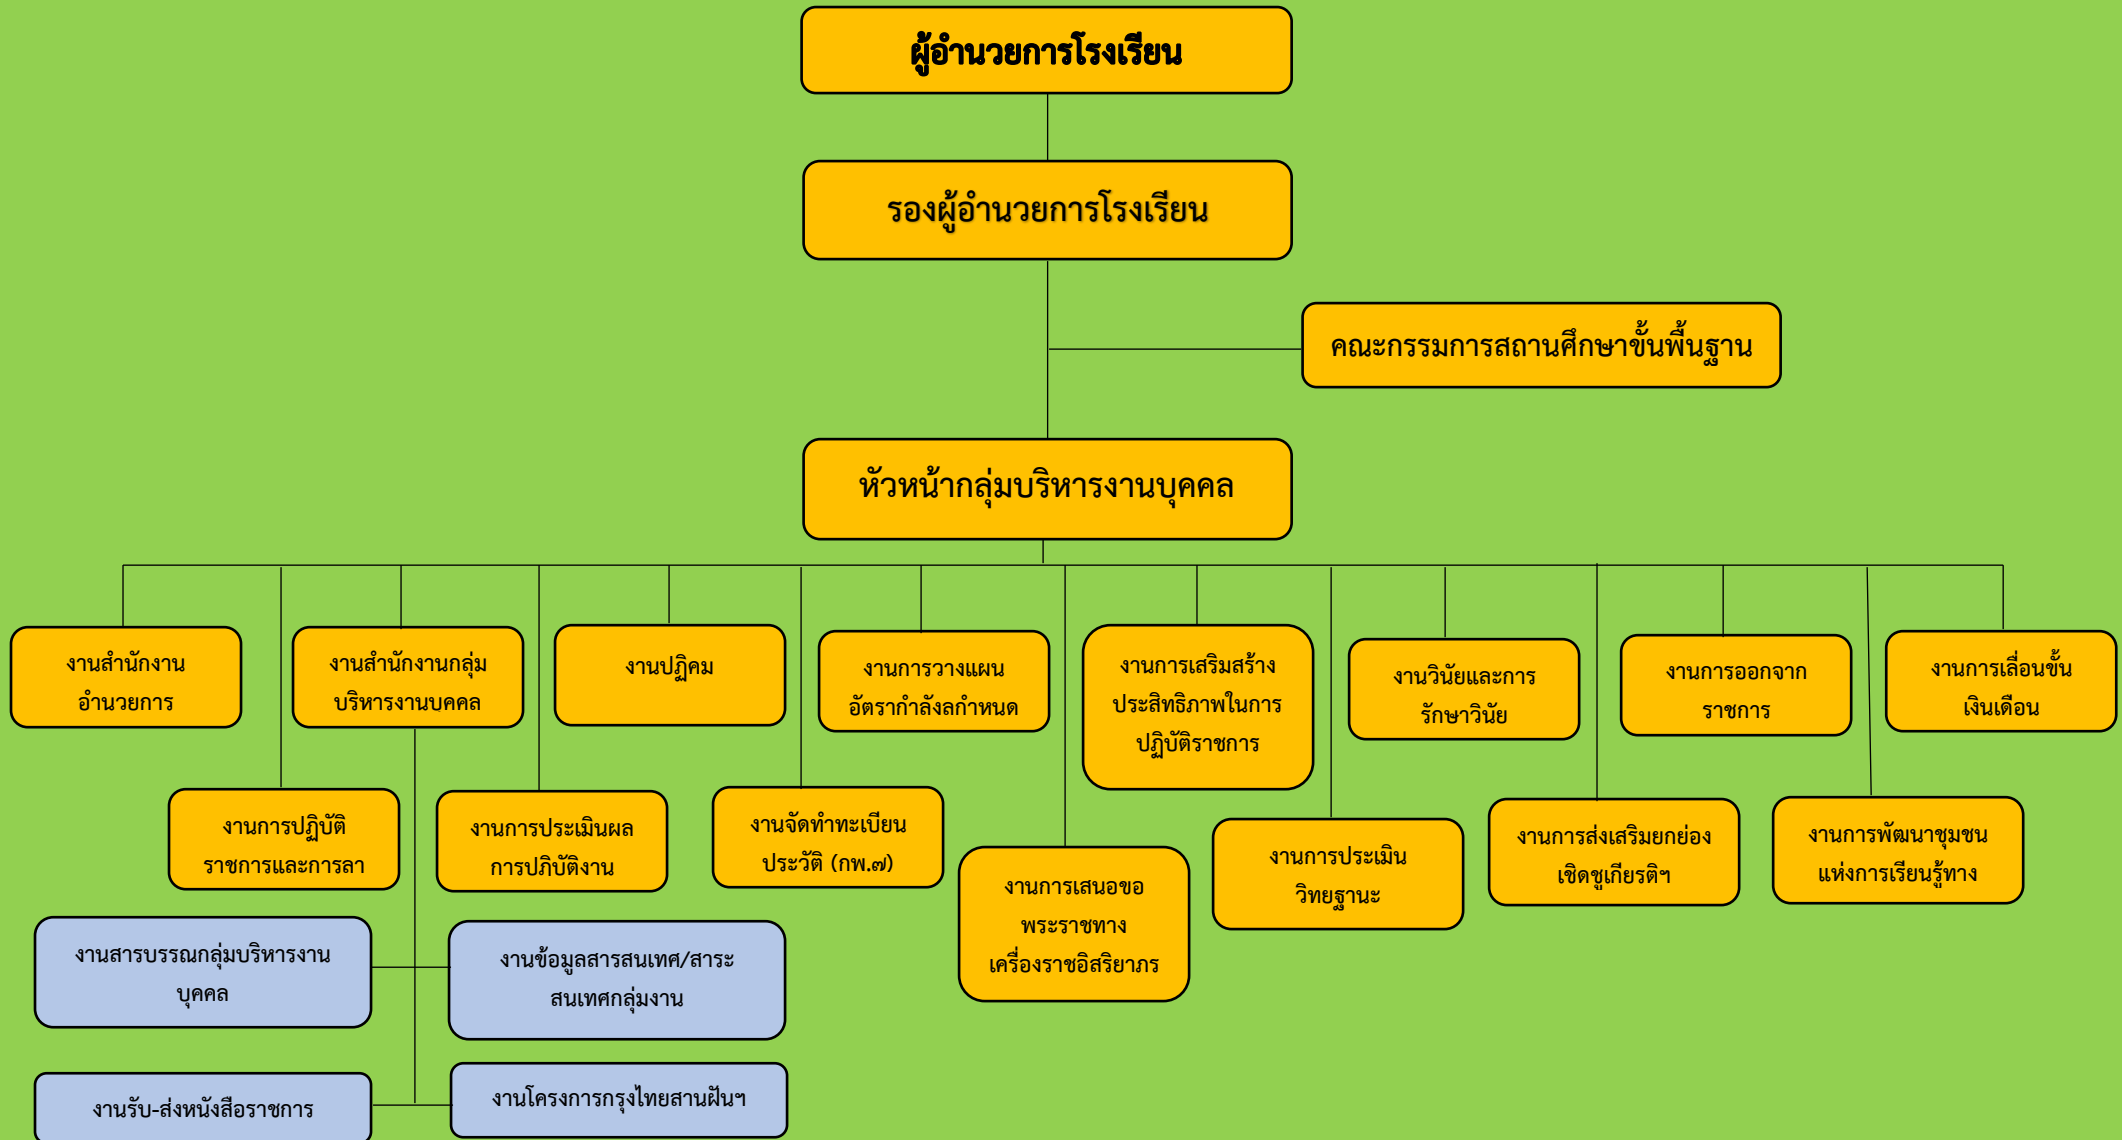 ผู้อำนวยการโรงเรียน
รองผู้อำนวยการโรงเรียน
คณะกรรมการสถานศึกษาขั้นพื้นฐาน
หัวหน้ากลุ่มบริหารงานบุคคล
งานสำนักงาน
อำนวยการ
งานสำนักงานกลุ่ม
บริหารงานบุคคล
งานปฏิคม
งานการวางแผน
อัตรากำลังลกำหนด
งานการเสริมสร้าง
ประสิทธิภาพในการ
ปฏิบัติราชการ
งานวินัยและการ
รักษาวินัย
งานการออกจาก
ราชการ
งานการเลื่อนขั้น
เงินเดือน
งานการปฏิบัติ
ราชการและการลา
งานการประเมินผล
การปภิบัติงาน
งานจัดทำทะเบียน
ประวัติ (กพ.๗)
งานการเสนอขอ
พระราชทาง
เครื่องราชอิสริยาภร
งานการประเมิน
วิทยฐานะ
งานการส่งเสริมยกย่อง
เชิดชูเกียรติฯ
งานการพัฒนาชุมชน
แห่งการเรียนรู้ทาง
งานสารบรรณกลุ่มบริหารงาน
บุคคล
งานข้อมูลสารสนเทศ/สาระ
สนเทศกลุ่มงาน
งานรับ-ส่งหนังสือราชการ
งานโครงการกรุงไทยสานฝันฯ